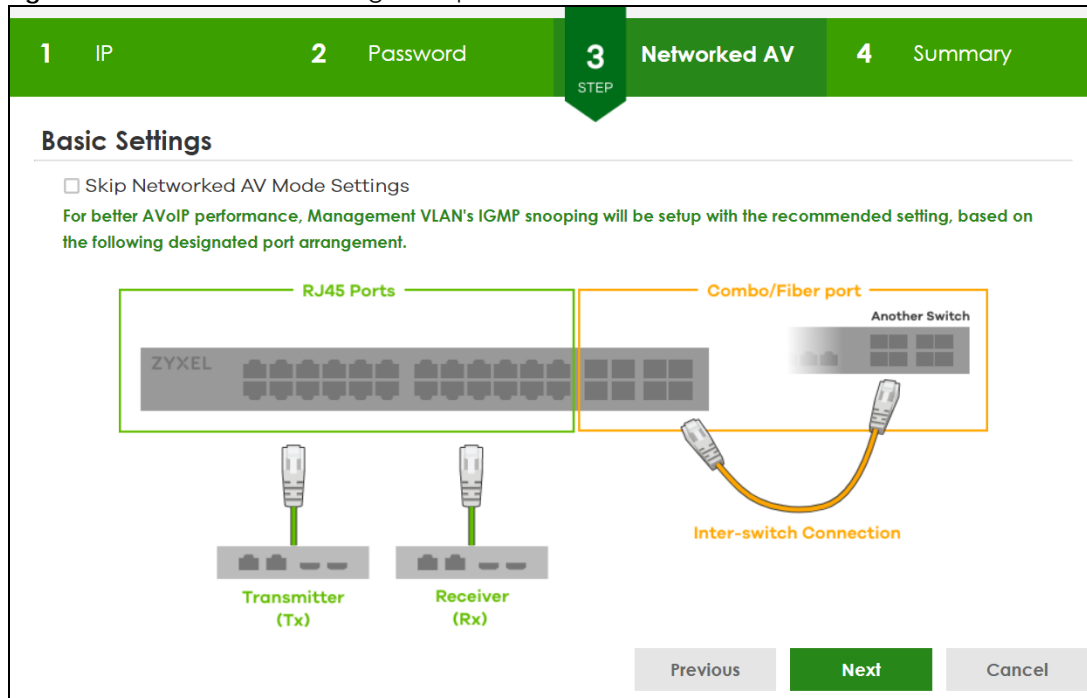 1 IP 2 Password 3 STEP Networked AV 4 Summary
Basic Settings
Skip Networked AV Mode Settings
For better AVoIP performance, Management VLAN's IGMP snooping will be setup with the recommended setting, based on
the following designated port arrangement.
RJ45 Ports
Combo/Fiber port
Another Switch
ZYXEL
Inter-switch Connection
Transmitter
(Tx)
Receiver
(Rx)
Previous Next Cancel